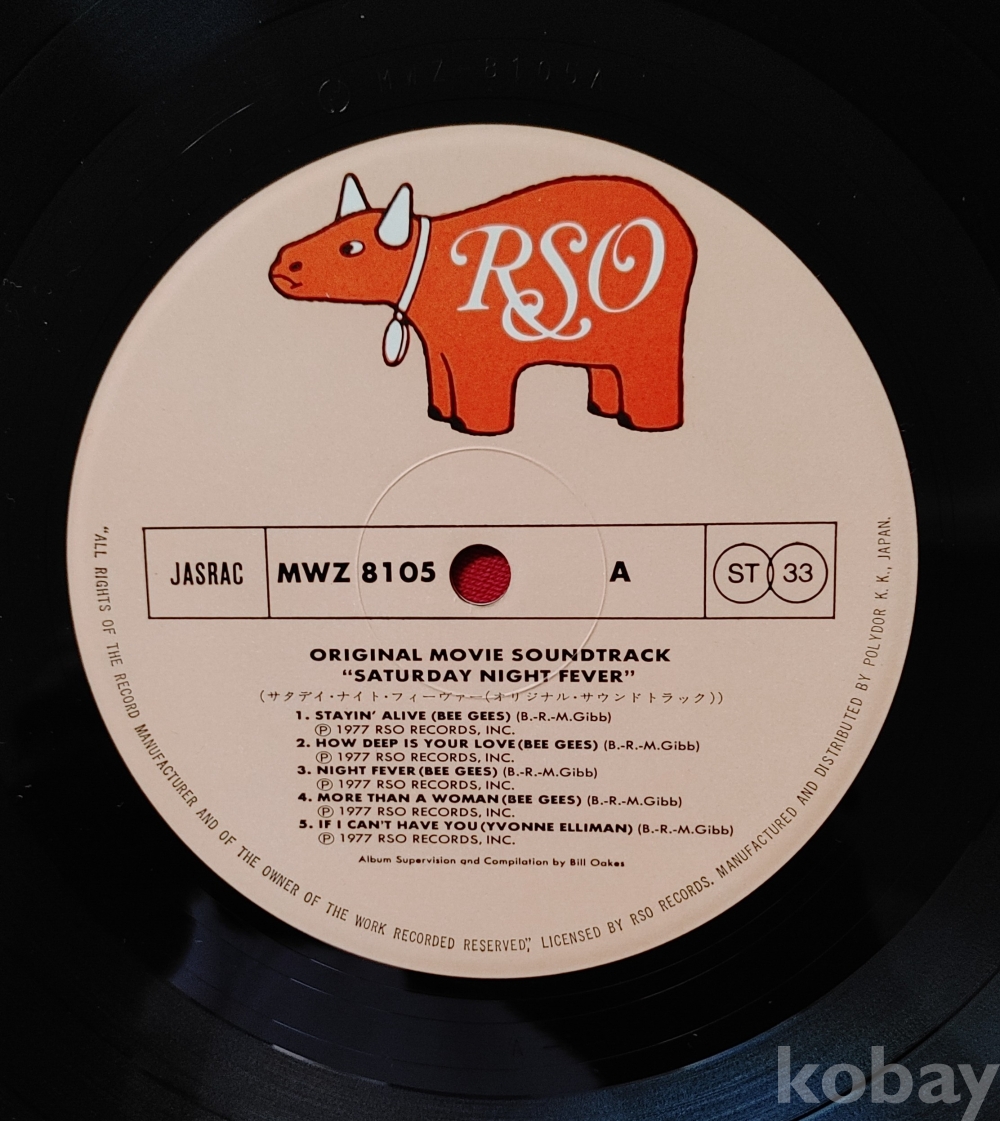 RSO
JASRAC
MWZ 8105
A
ST 33
ORIGINAL MOVIE SOUNDTRACK
“SATURDAY NIGHT FEVER”
(サタデイ・ナイト・フィーヴァー(オリジナル・サウンドトラック))
1. STAYIN’ ALIVE (BEE GEES) (B.-R.-M.Gibb)
Ⓟ 1977 RSO RECORDS, INC.
2. HOW DEEP IS YOUR LOVE (BEE GEES) (B.-R.-M.Gibb)
Ⓟ 1977 RSO RECORDS, INC.
3. NIGHT FEVER (BEE GEES) (B.-R.-M.Gibb)
Ⓟ 1977 RSO RECORDS, INC.
4. MORE THAN A WOMAN (BEE GEES) (B.-R.-M.Gibb)
Ⓟ 1977 RSO RECORDS, INC.
5. IF I CAN’T HAVE YOU (YVONNE ELLIMAN) (B.-R.-M.Gibb)
Ⓟ 1977 RSO RECORDS, INC.
Album Supervision and Compilation by Bill Oakes
“ALL RIGHTS OF THE RECORD MANUFACTURER AND OF THE OWNER OF THE WORK RECORDED RESERVED”, LICENSED BY RSO RECORDS. MANUFACTURED AND DISTRIBUTED BY POLYDOR K. K., JAPAN.
kobay